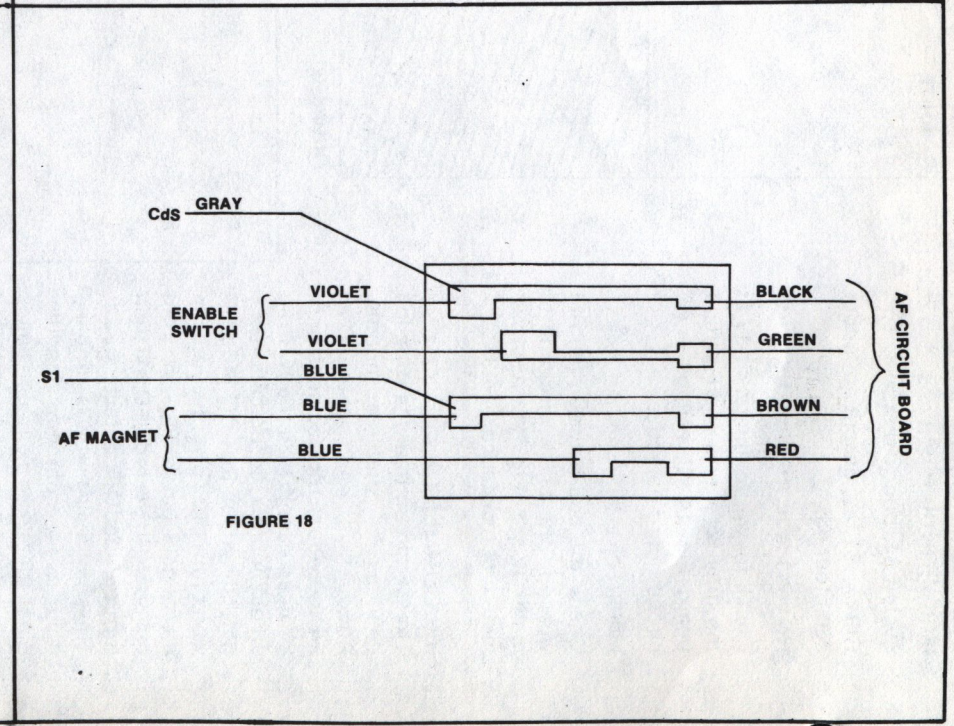 CdS GRAY
VIOLET
BLACK
ENABLE
SWITCH
VIOLET
GREEN
S1
BLUE
BLUE
BROWN
AF MAGNET
BLUE
RED
AF CIRCUIT BOARD
FIGURE 18